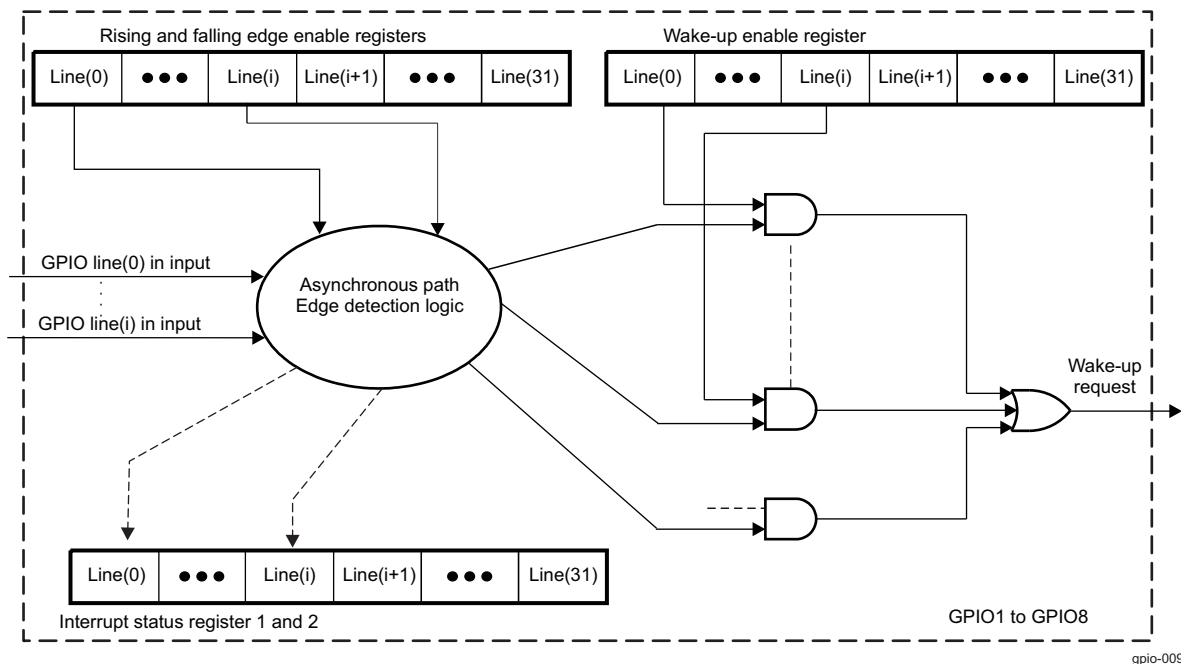 Rising and falling edge enable registers
Line(0) ●●● Line(i) Line(i+1) ●●● Line(31)
Wake-up enable register
Line(0) ●●● Line(i) Line(i+1) ●●● Line(31)
GPIO line(0) in input
GPIO line(i) in input
Asynchronous path
Edge detection logic
Wake-up
request
Line(0) ●●● Line(i) Line(i+1) ●●● Line(31)
Interrupt status register 1 and 2
GPIO1 to GPIO8
gpio-009